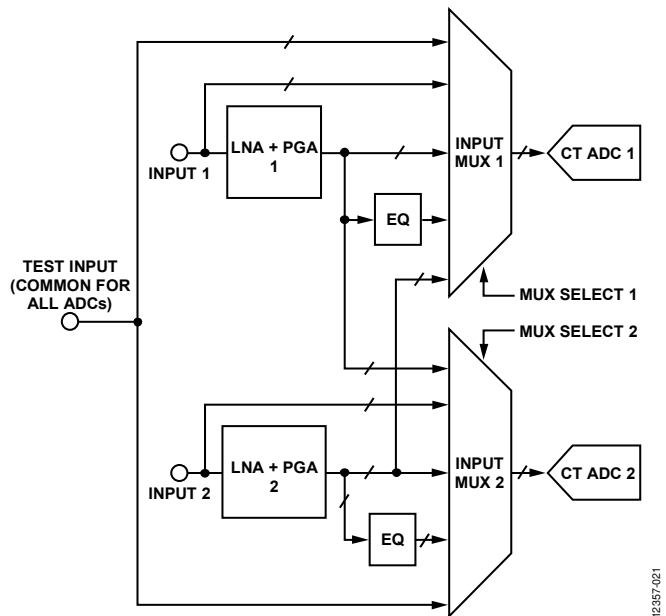 LNA + PGA
1
INPUT 1
INPUT
MUX 1
CT ADC 1
EQ
TEST INPUT
(COMMON FOR
ALL ADCs)
MUX SELECT 1
MUX SELECT 2
LNA + PGA
2
INPUT 2
INPUT
MUX 2
CT ADC 2
EQ
12357-021